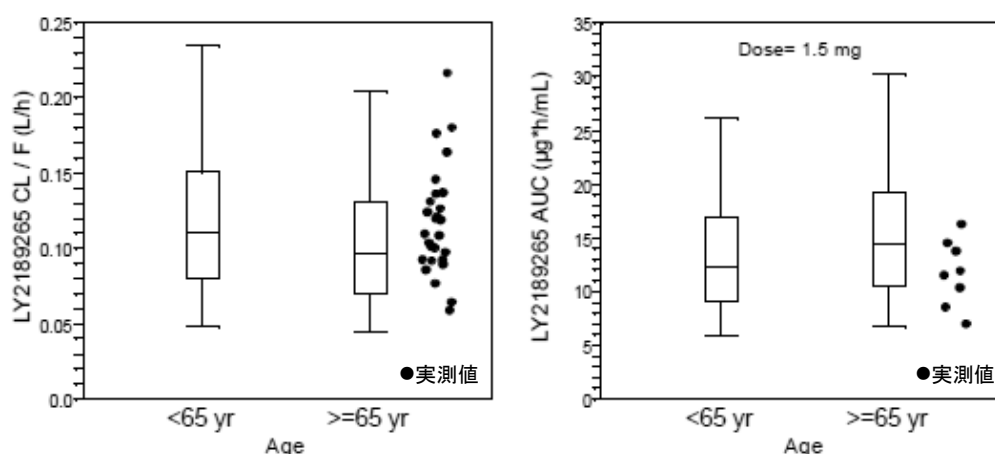 LY2189265 CL / F (L/h)
0.25
0.20
0.15
0.10
0.05
0.0
●実測値
<65 yr
>=65 yr
Age
LY2189265 AUC (µg*h/mL)
35
30
25
20
15
10
5
0
Dose= 1.5 mg
●実測値
<65 yr
>=65 yr
Age